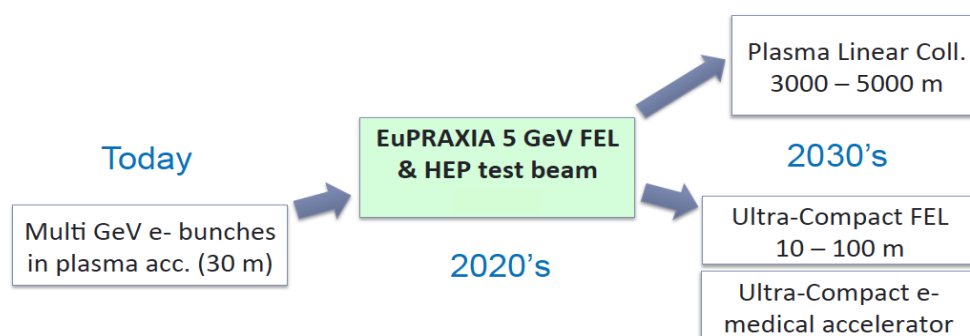 Today
Multi GeV e- bunches
in plasma acc. (30 m)
EuPRAXIA 5 GeV FEL
& HEP test beam
2020's
Plasma Linear Coll.
3000 – 5000 m
2030's
Ultra-Compact FEL
10 – 100 m
Ultra-Compact e-
medical accelerator